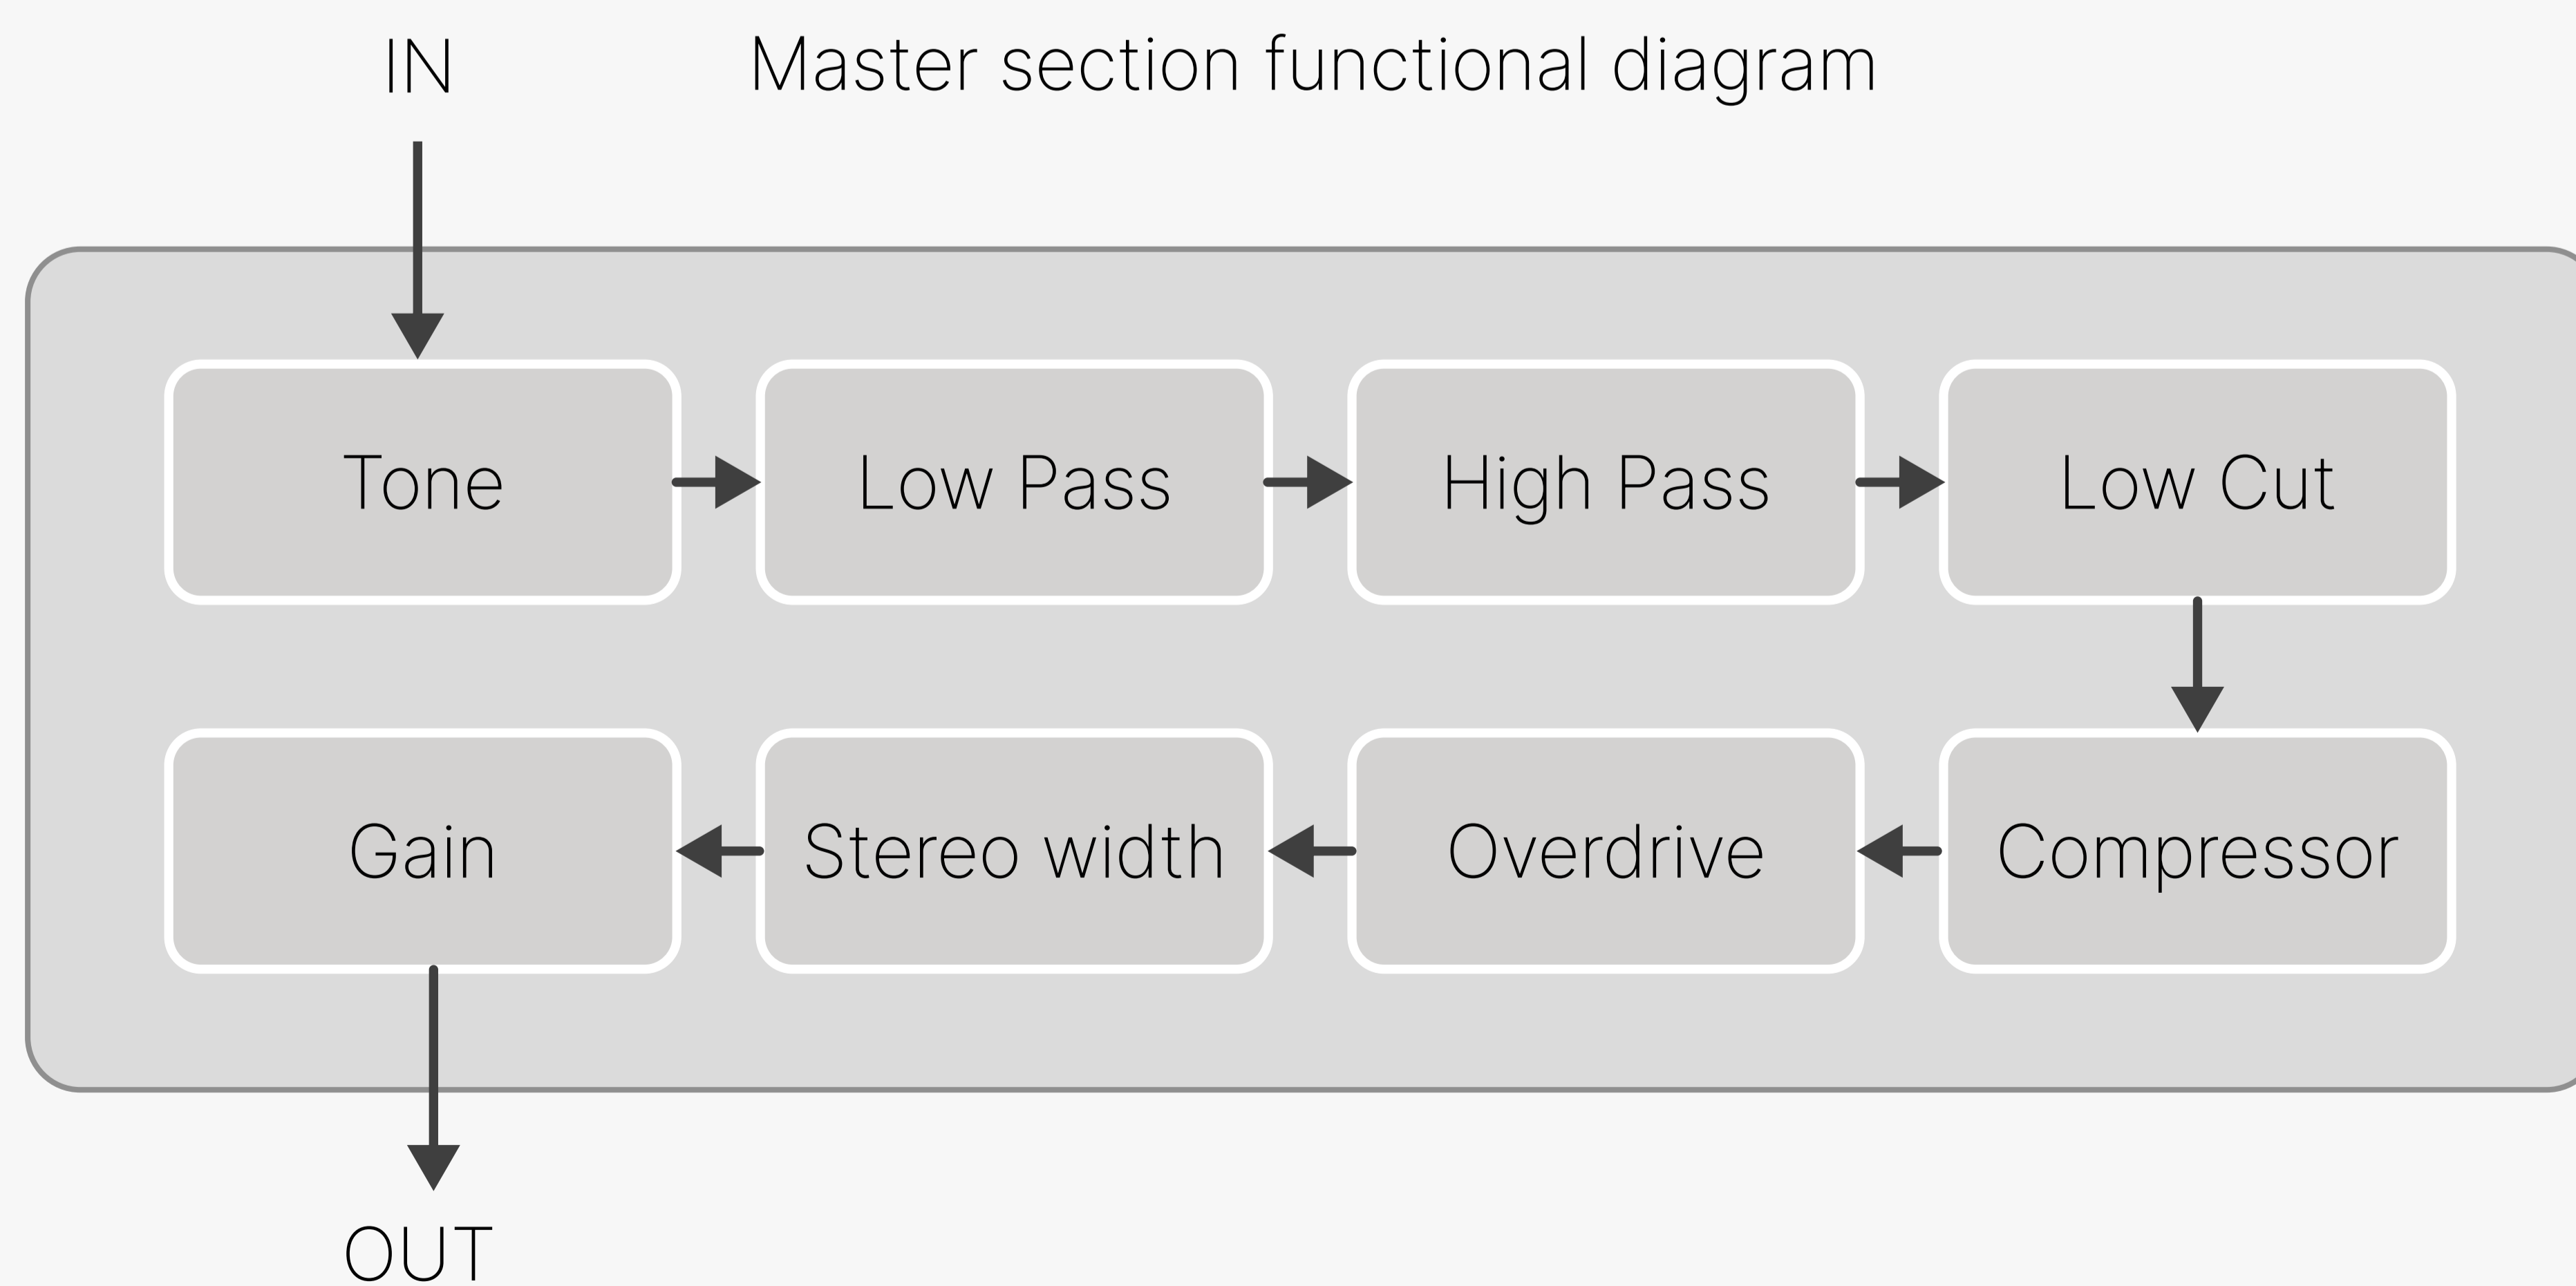 IN
Master section functional diagram
Tone
Low Pass
High Pass
Low Cut
Gain
Stereo width
Overdrive
Compressor
OUT